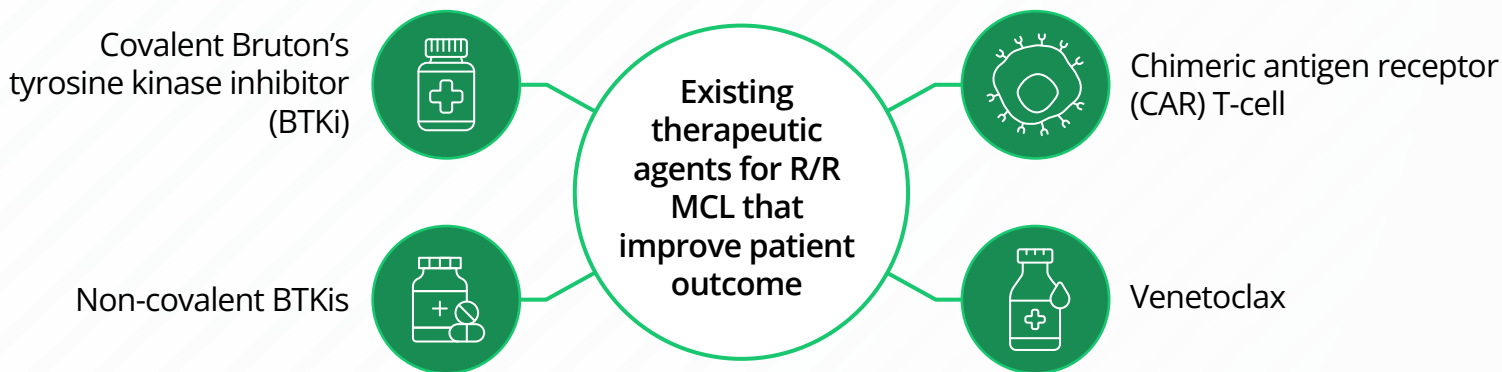 Covalent Bruton’s
tyrosine kinase inhibitor
(BTKi)
Non-covalent BTKis
Existing
therapeutic
agents for R/R
MCL that
improve patient
outcome
Chimeric antigen receptor
(CAR) T-cell
Venetoclax